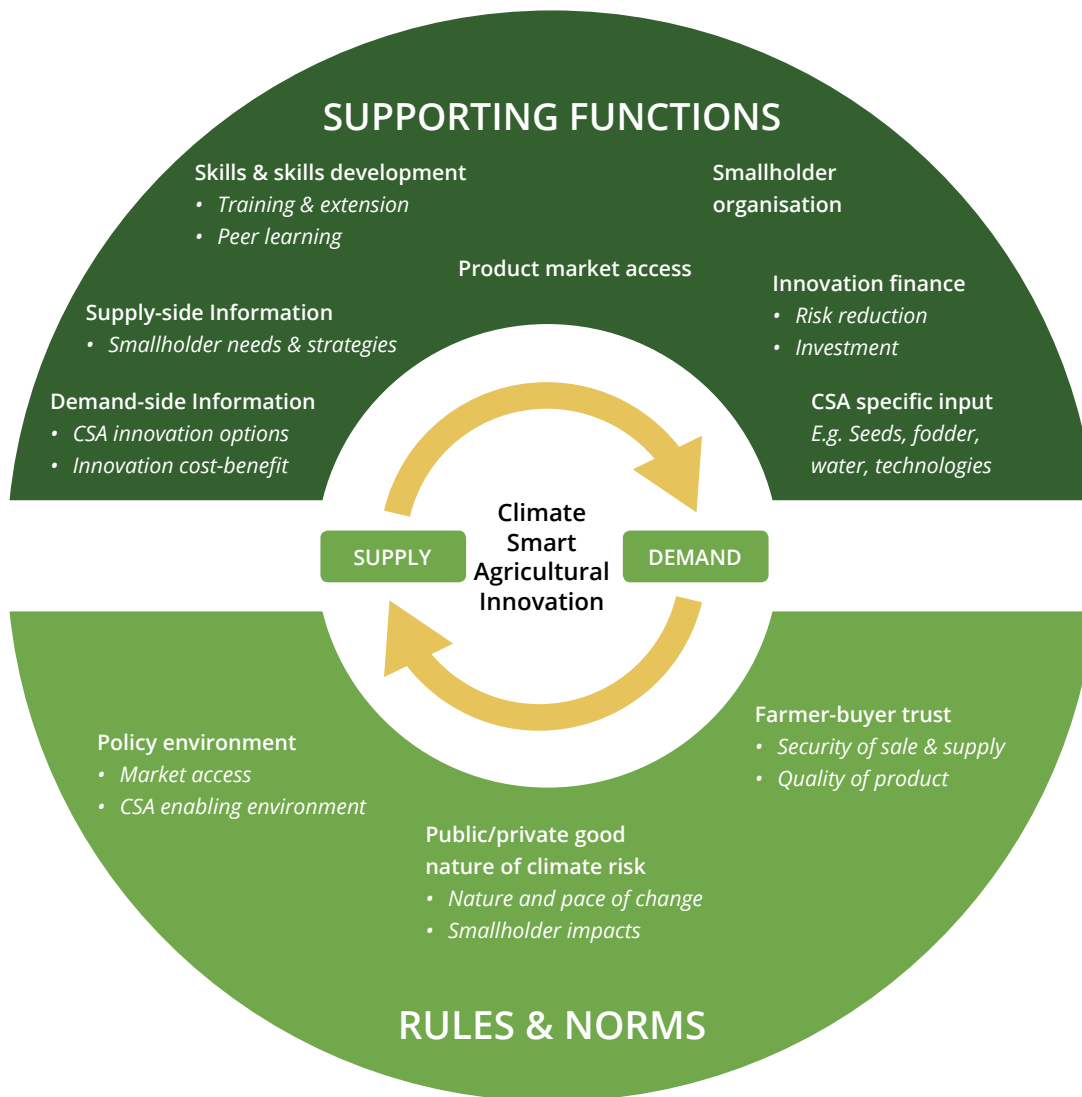 SUPPORTING FUNCTIONS
Skills & skills development
• Training & extension
• Peer learning
Smallholder
organisation
Product market access
Innovation finance
• Risk reduction
• Investment
Supply-side Information
• Smallholder needs & strategies
Demand-side Information
• CSA innovation options
• Innovation cost-benefit
CSA specific input
E.g. Seeds, fodder,
water, technologies
SUPPLY
Climate
Smart
Agricultural
Innovation
DEMAND
Policy environment
• Market access
• CSA enabling environment
Farmer-buyer trust
• Security of sale & supply
• Quality of product
Public/private good
nature of climate risk
• Nature and pace of change
• Smallholder impacts
RULES & NORMS